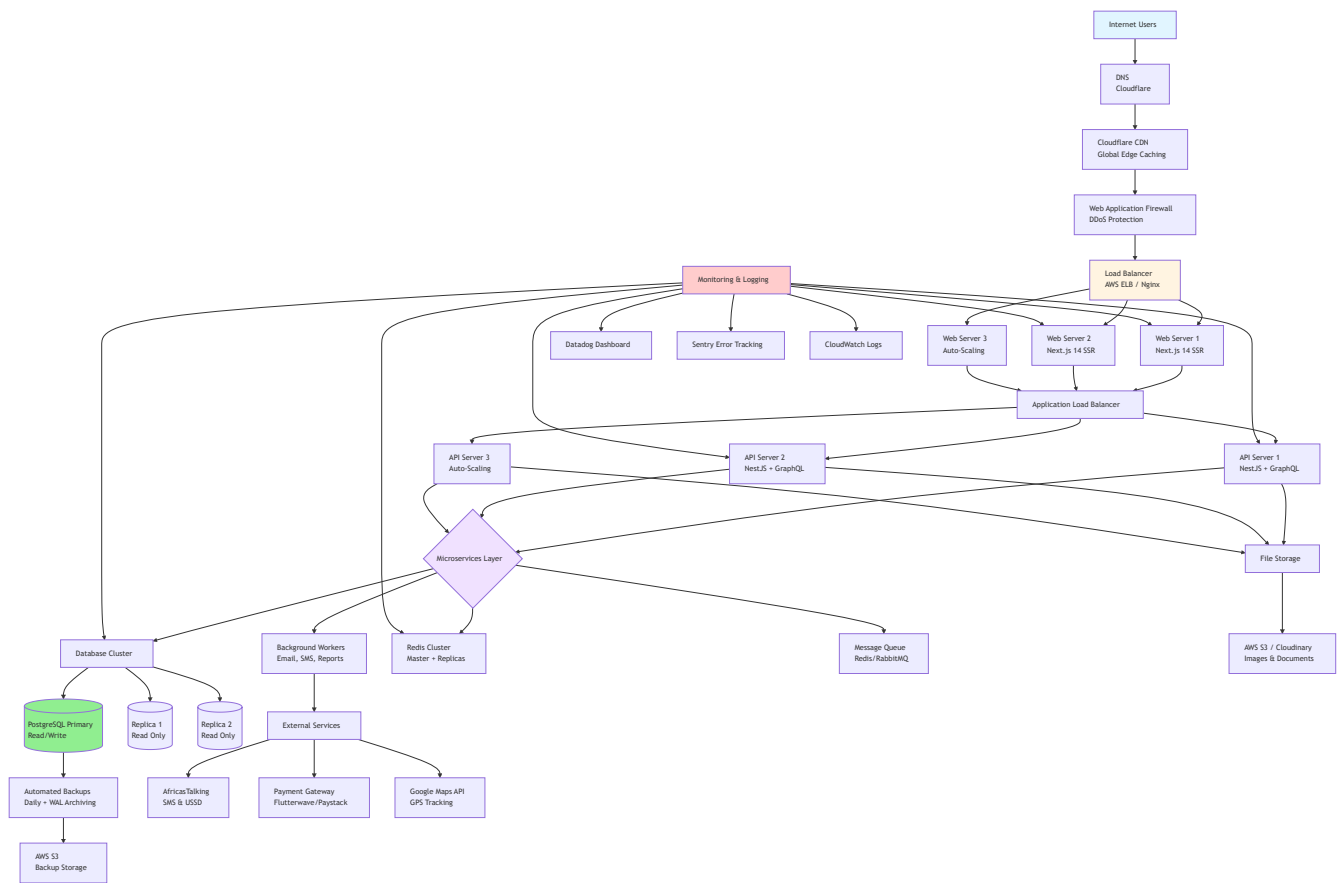 Internet Users
DNS
Cloudflare
Cloudflare CDN
Global Edge Caching
Web Application Firewall
DDoS Protection
Monitoring & Logging
Load Balancer
AWS ELB / Nginx
Datadog Dashboard
Sentry Error Tracking
CloudWatch Logs
Web Server 3
Auto-Scaling
Web Server 2
Next.js 14 SSR
Web Server 1
Next.js 14 SSR
Application Load Balancer
API Server 3
Auto-Scaling
API Server 2
NestJS + GraphQL
API Server 1
NestJS + GraphQL
Microservices Layer
File Storage
Database Cluster
Background Workers
Email, SMS, Reports
Redis Cluster
Master + Replicas
Message Queue
Redis/RabbitMQ
AWS S3 / Cloudinary
Images & Documents
PostgreSQL Primary
Read/Write
Replica 1
Read Only
Replica 2
Read Only
External Services
Automated Backups
Daily + WAL Archiving
AfricasTalking
SMS & USSD
Payment Gateway
Flutterwave/Paystack
Google Maps API
GPS Tracking
AWS S3
Backup Storage